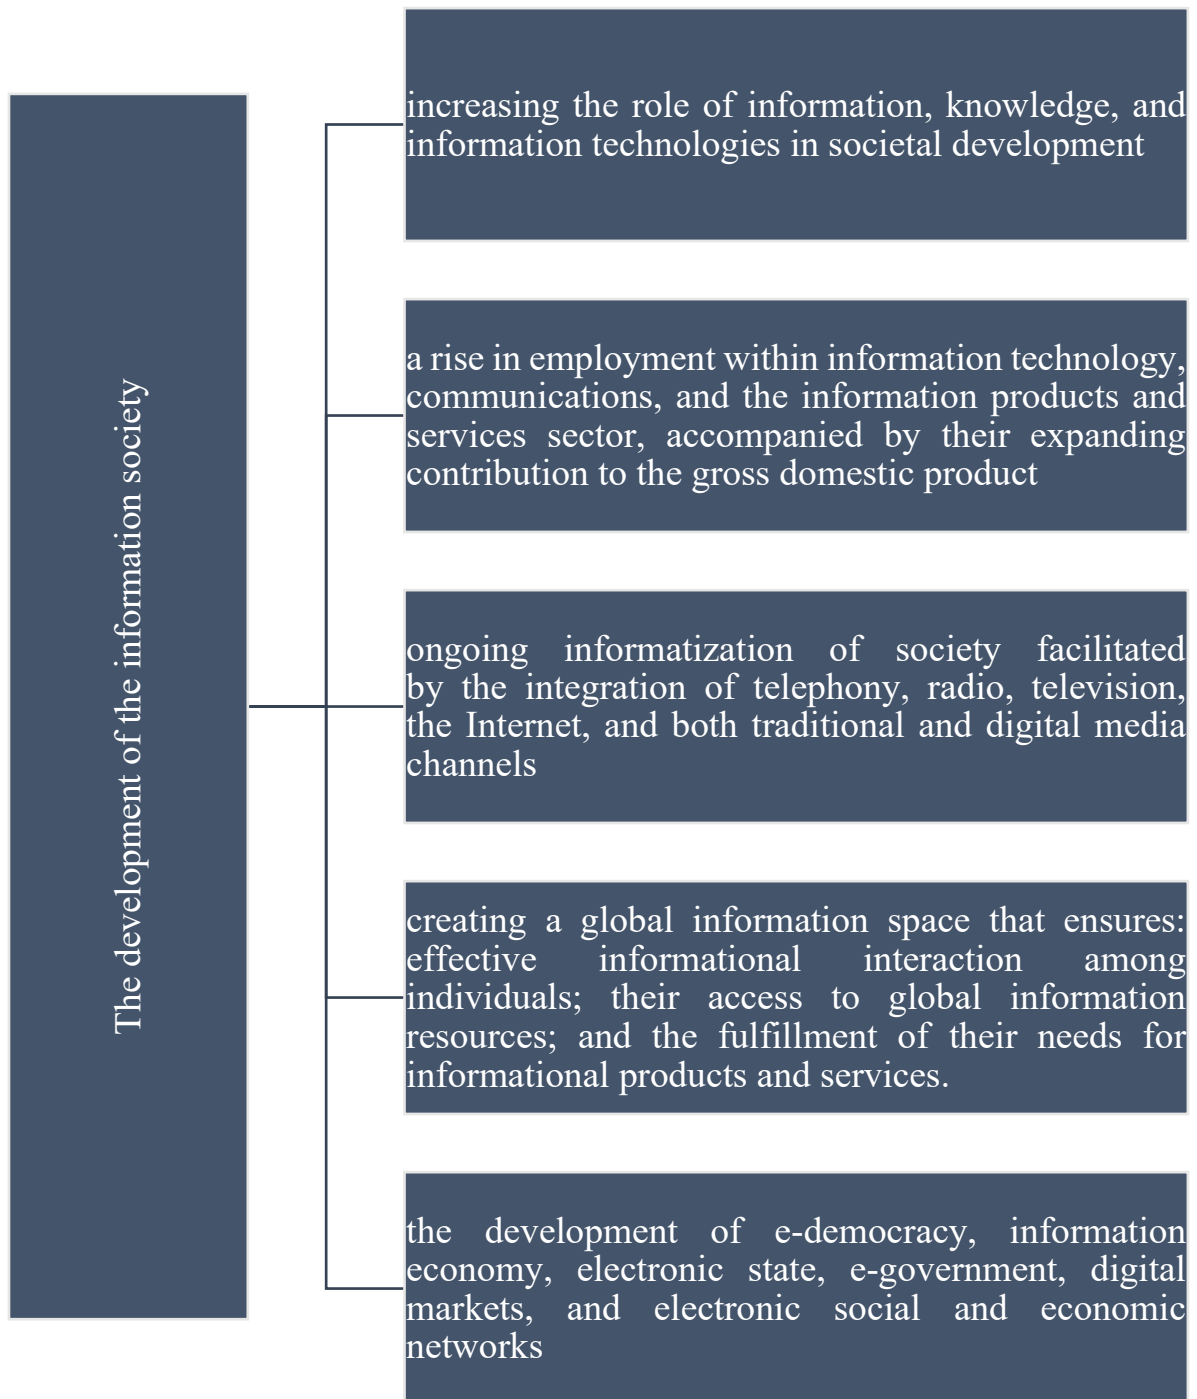 The development of the information society
increasing the role of information, knowledge, and
information technologies in societal development
a rise in employment within information technology,
communications, and the information products and
services sector, accompanied by their expanding
contribution to the gross domestic product
ongoing informatization of society facilitated
by the integration of telephony, radio, television,
the Internet, and both traditional and digital media
channels
creating a global information space that ensures:
effective informational interaction among
individuals; their access to global information
resources; and the fulfillment of their needs for
informational products and services.
the development of e-democracy, information
economy, electronic state, e-government, digital
markets, and electronic social and economic
networks